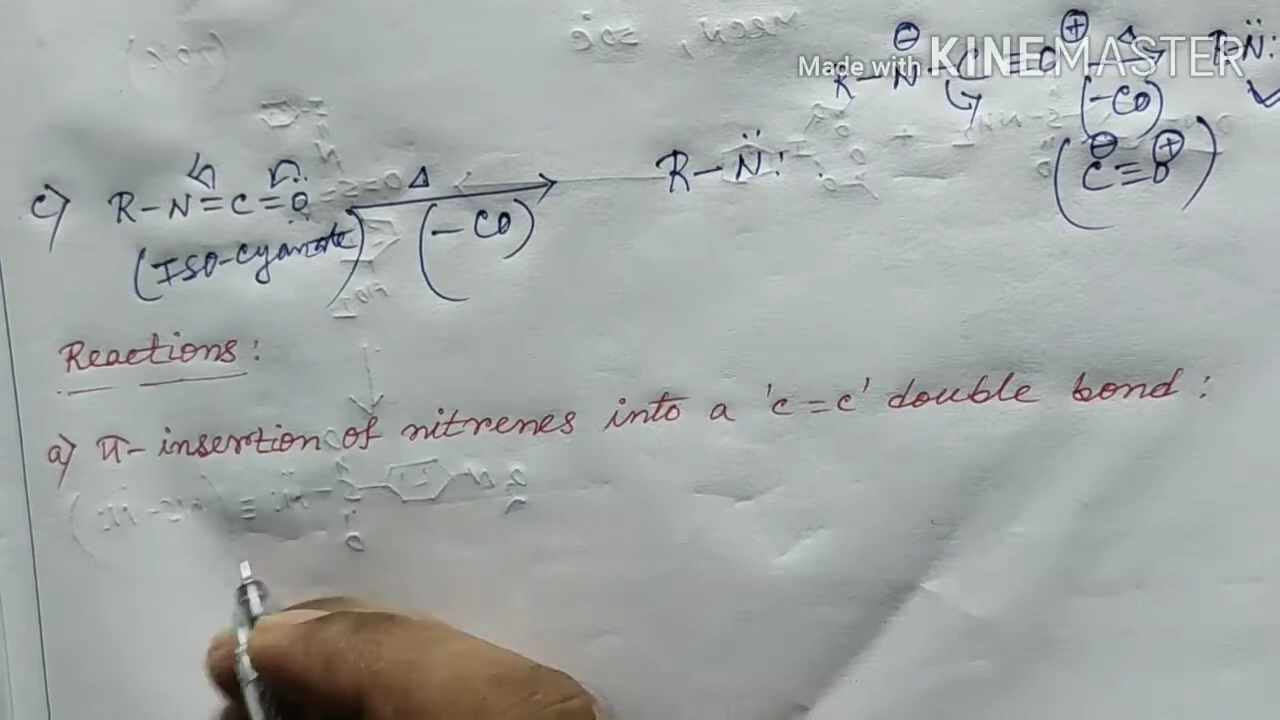 R-N̈:
R-N-C≡O Δ
⊖ ⊕
(-CO)
(C≡O)
⊖ ⊕
c) R-N=C=Ö: Δ R-N̈:
(Iso-cyanate) (-CO)
Reactions:
a) π-insertion of nitrenes into a 'c=c' double bond:
Made with KINEMASTER